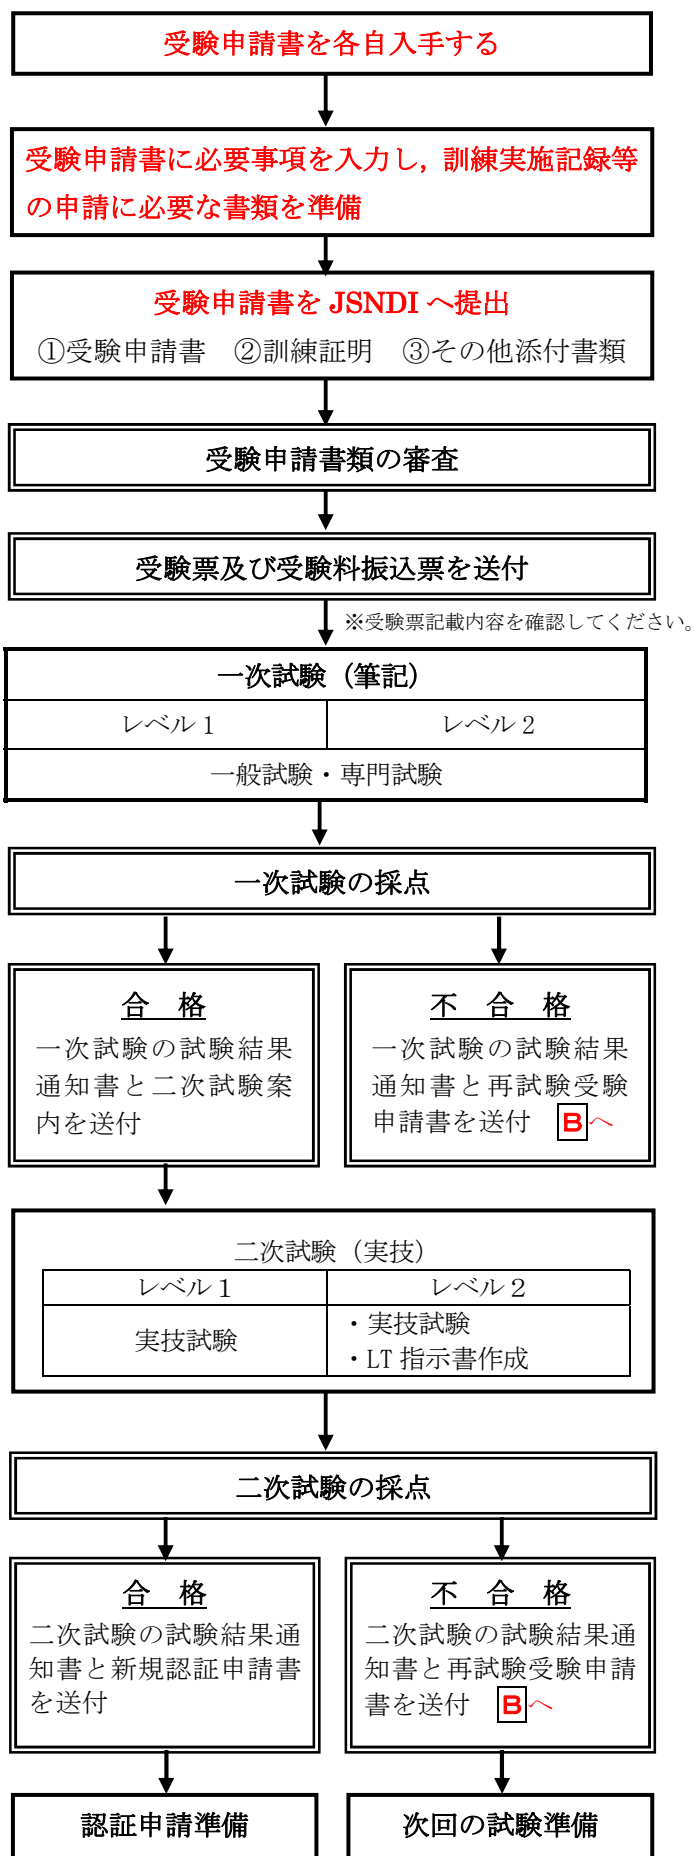 受験申請書を各自入手する
受験申請書に必要事項を入力し，訓練実施記録等
の申請に必要な書類を準備
受験申請書を JSNDI へ提出
①受験申請書　②訓練証明　③その他添付書類
受験申請書類の審査
受験票及び受験料振込票を送付
※受験票記載内容を確認してください。
一次試験（筆記）
レベル 1　レベル 2
一般試験・専門試験
一次試験の採点
合　格
一次試験の試験結果
通知書と二次試験案
内を送付
不　合　格
一次試験の試験結果
通知書と再試験受験
申請書を送付　Bへ
二次試験（実技）
レベル１　レベル２
実技試験
・実技試験
・LT 指示書作成
二次試験の採点
合　格
二次試験の試験結果通
知書と新規認証申請書
を送付
不　合　格
二次試験の試験結果通
知書と再試験受験申請
書を送付　Bへ
認証申請準備
次回の試験準備